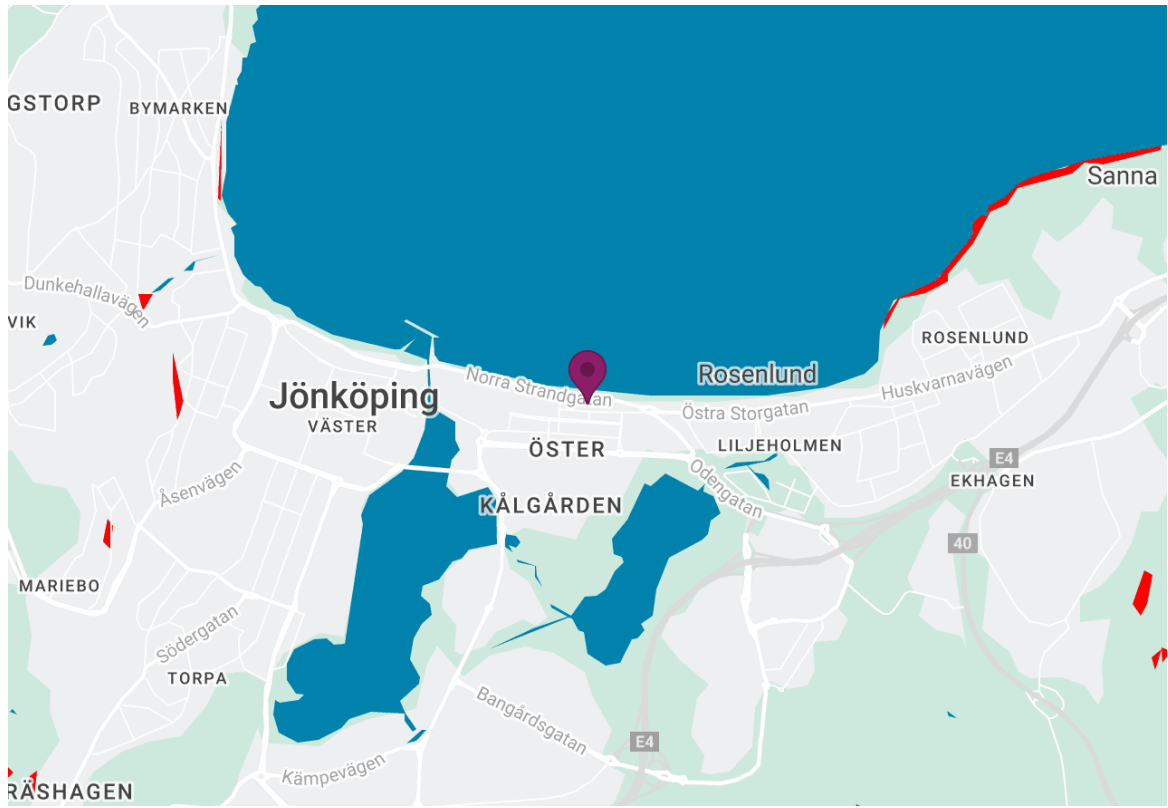 GSTORP
BYMARKEN
Sanna
Dunkehallavägen
VIK
ROSENLUND
Rosenlund
Huskvarnavägen
Norra Strandgatan
Jönköping
Östra Storgatan
VÄSTER
ÖSTER
LILJEHOLMEN
E4
Åsenvägen
Odengatan
EKHAGEN
KÅLGÅRDEN
40
MARIEBO
Södergatan
TORPA
Bangårdsgatan
E4
Kämpevägen
RÄSHAGEN